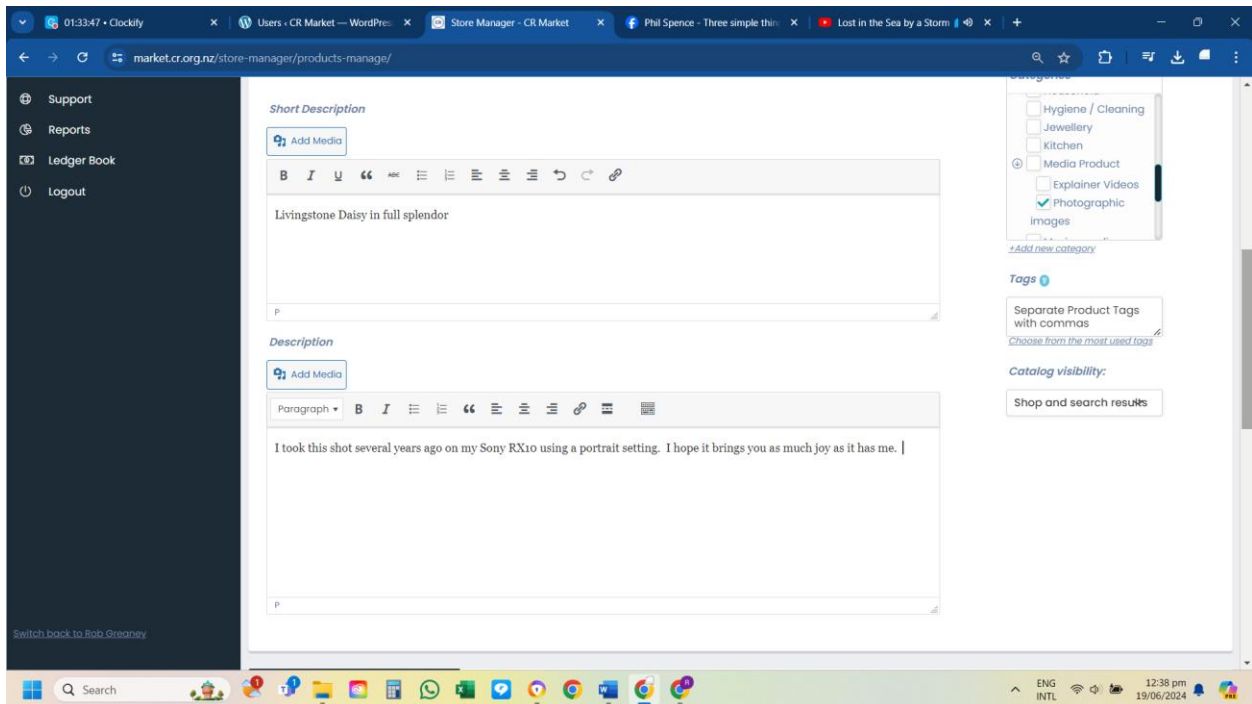 01:33:47 • Clockify
Users ‹ CR Market — WordPres
Store Manager - CR Market
Phil Spence - Three simple thin
Lost in the Sea by a Storm
market.cr.org.nz/store-manager/products-manage/
Support
Reports
Ledger Book
Logout
Switch back to Rob Greaney
Short Description
Add Media
B I U ABC
Livingstone Daisy in full splendor
P
Description
Add Media
Paragraph B I
I took this shot several years ago on my Sony RX10 using a portrait setting.  I hope it brings you as much joy as it has me.
P
Categories
Household
Hygiene / Cleaning
Jewellery
Kitchen
Media Product
Explainer Videos
Photographic
images
+Add new category
Tags
Separate Product Tags
with commas
Choose from the most used tags
Catalog visibility:
Shop and search results
Search
ENG
INTL
12:38 pm
19/06/2024